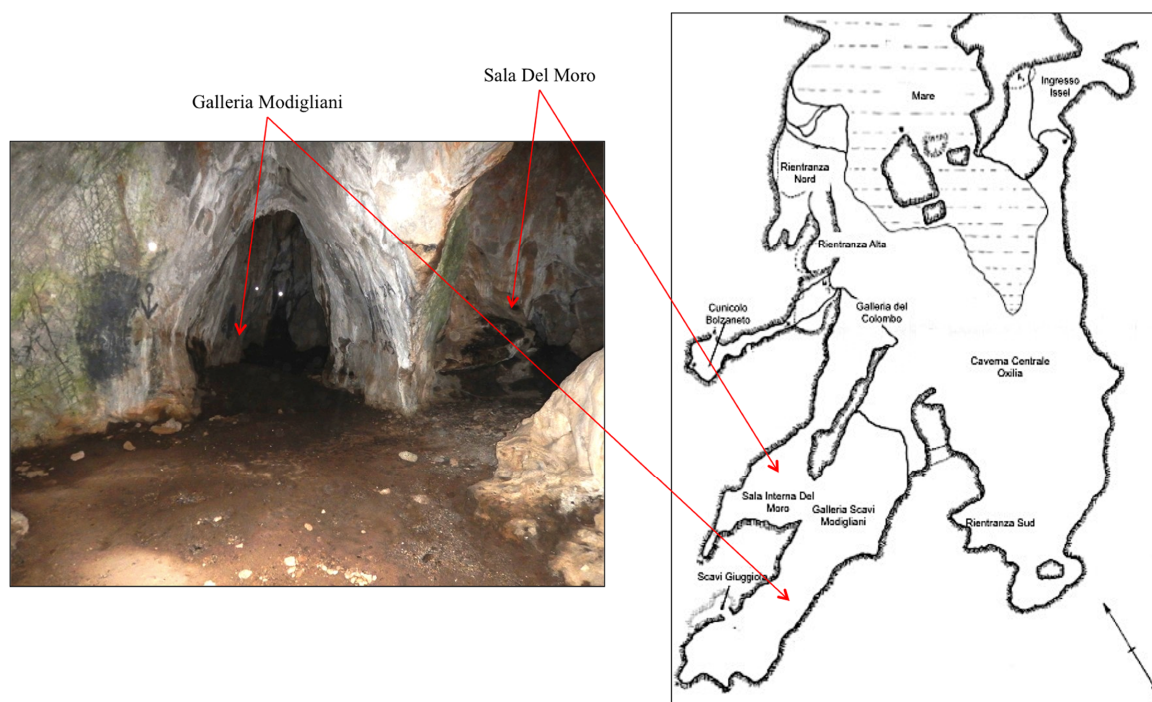 Sala Del Moro
Galleria Modigliani
Mare
Ingresso
Issel
Rientranza
Nord
Rientranza Alta
Cunicolo
Bolzaneto
Galleria del
Colombo
Caverna Centrale
Oxilia
Sala Interna Del
Moro
Galleria Scavi
Modigliani
Rientranza Sud
Scavi Giuggiola